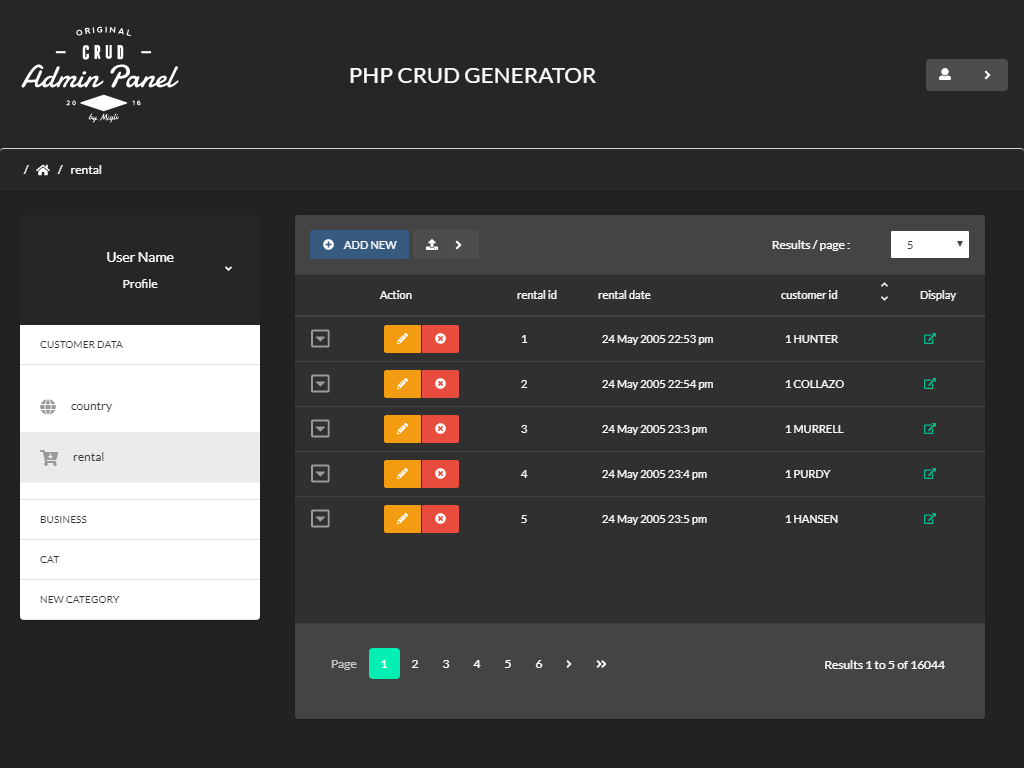 ORIGINAL
CRUD
Admin Panel
20 16
by Migli
PHP CRUD GENERATOR
/ / rental
User Name
Profile
CUSTOMER DATA
country
rental
BUSINESS
CAT
NEW CATEGORY
ADD NEW
Results / page : 5
Action rental id rental date customer id Display
1 24 May 2005 22:53 pm 1 HUNTER
2 24 May 2005 22:54 pm 1 COLLAZO
3 24 May 2005 23:3 pm 1 MURRELL
4 24 May 2005 23:4 pm 1 PURDY
5 24 May 2005 23:5 pm 1 HANSEN
Page 1 2 3 4 5 6 Results 1 to 5 of 16044